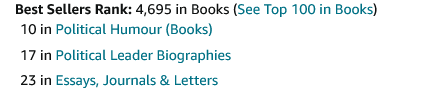 Best Sellers Rank: 4,695 in Books (See Top 100 in Books)
10 in Political Humour (Books)
17 in Political Leader Biographies
23 in Essays, Journals & Letters